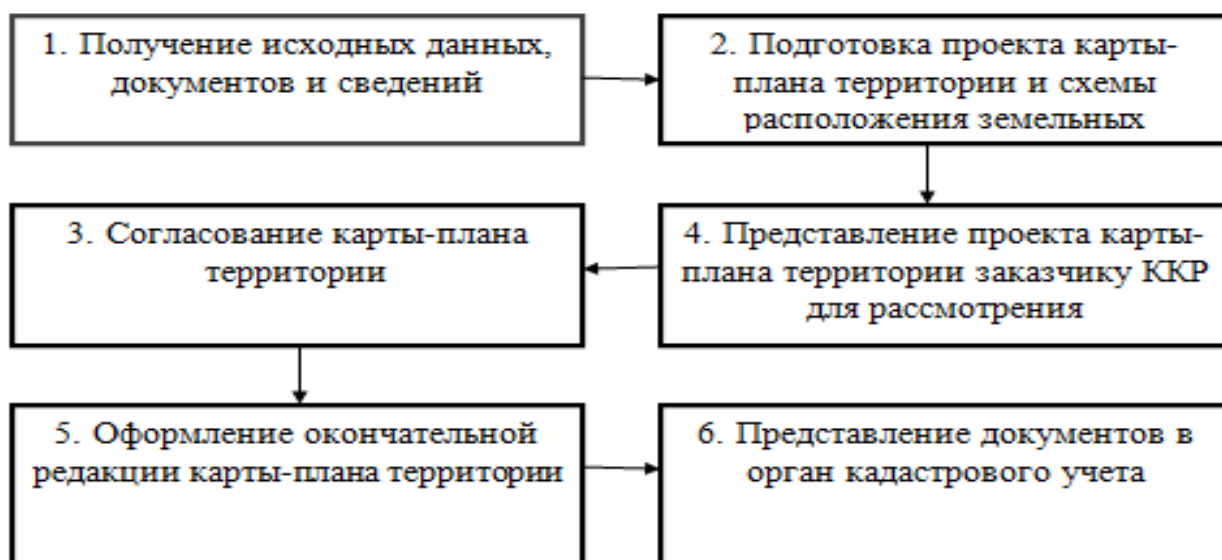 1. Получение исходных данных,
документов и сведений
2. Подготовка проекта карты-
плана территории и схемы
расположения земельных
3. Согласование карты-плана
территории
4. Представление проекта карты-
плана территории заказчику ККР
для рассмотрения
5. Оформление окончательной
редакции карты-плана территории
6. Представление документов в
орган кадастрового учета